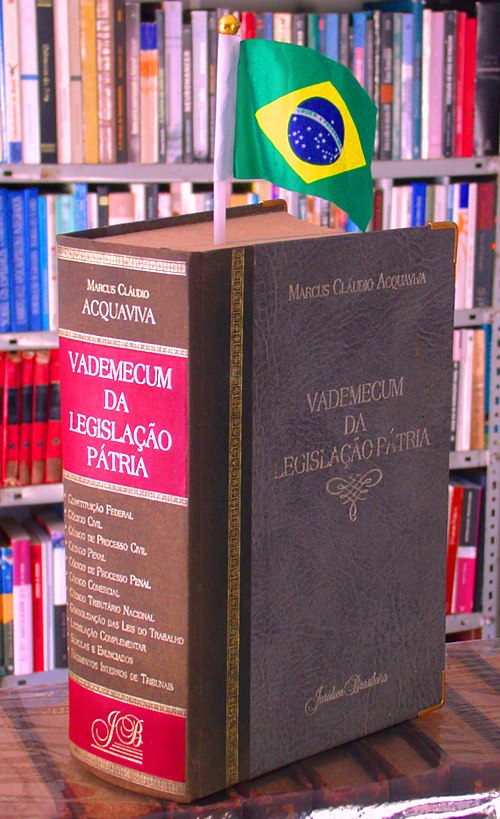 MARCUS CLÁUDIO
ACQUAVIVA
VADEMECUM
DA
LEGISLAÇÃO
PÁTRIA
• CONSTITUIÇÃO FEDERAL
• CÓDIGO CIVIL
• CÓDIGO DE PROCESSO CIVIL
• CÓDIGO PENAL
• CÓDIGO DE PROCESSO PENAL
• CÓDIGO COMERCIAL
• CÓDIGO TRIBUTÁRIO NACIONAL
• CONSOLIDAÇÃO DAS LEIS DO TRABALHO
• LEGISLAÇÃO COMPLEMENTAR
• SÚMULAS E ENUNCIADOS
• REGIMENTOS INTERNOS DE TRIBUNAIS
JB
MARCUS CLÁUDIO ACQUAVIVA
VADEMECUM
DA
LEGISLAÇÃO PÁTRIA
Jurídica Brasileira